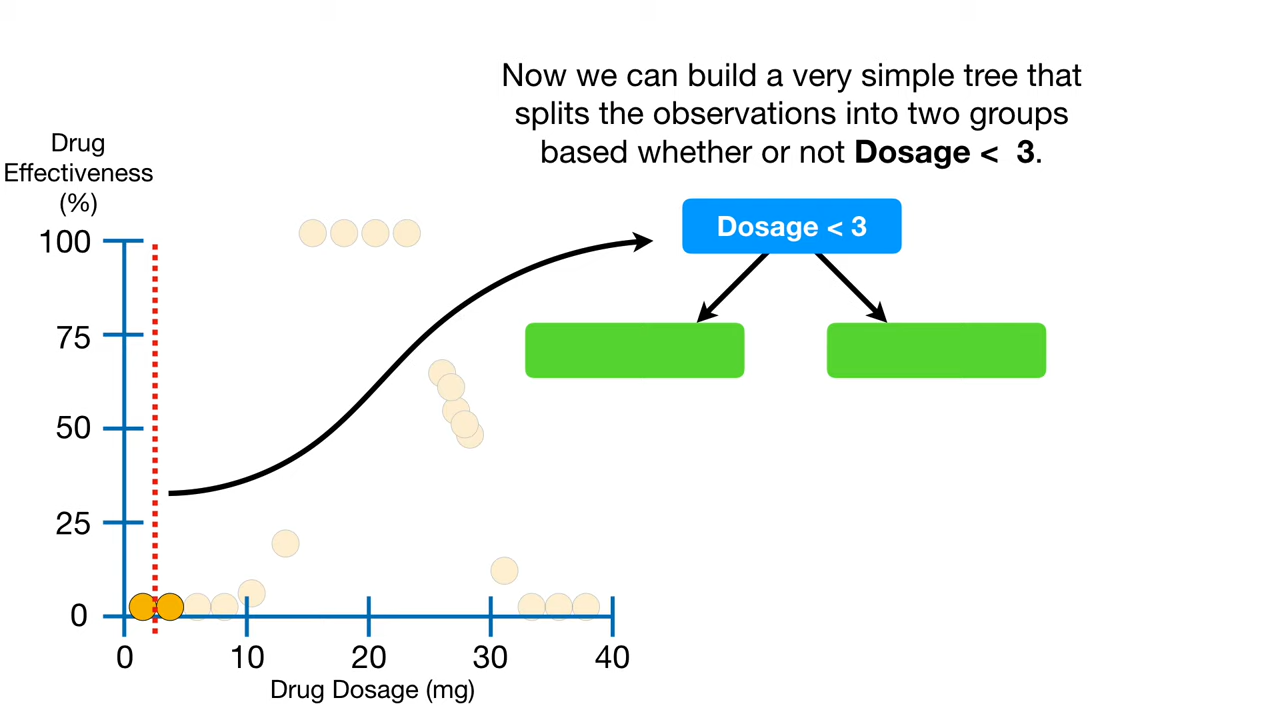 Now we can build a very simple tree that
splits the observations into two groups
based whether or not Dosage < 3.
Drug
Effectiveness
(%)
Dosage < 3
100
75
50
25
0
0 10 20 30 40
Drug Dosage (mg)